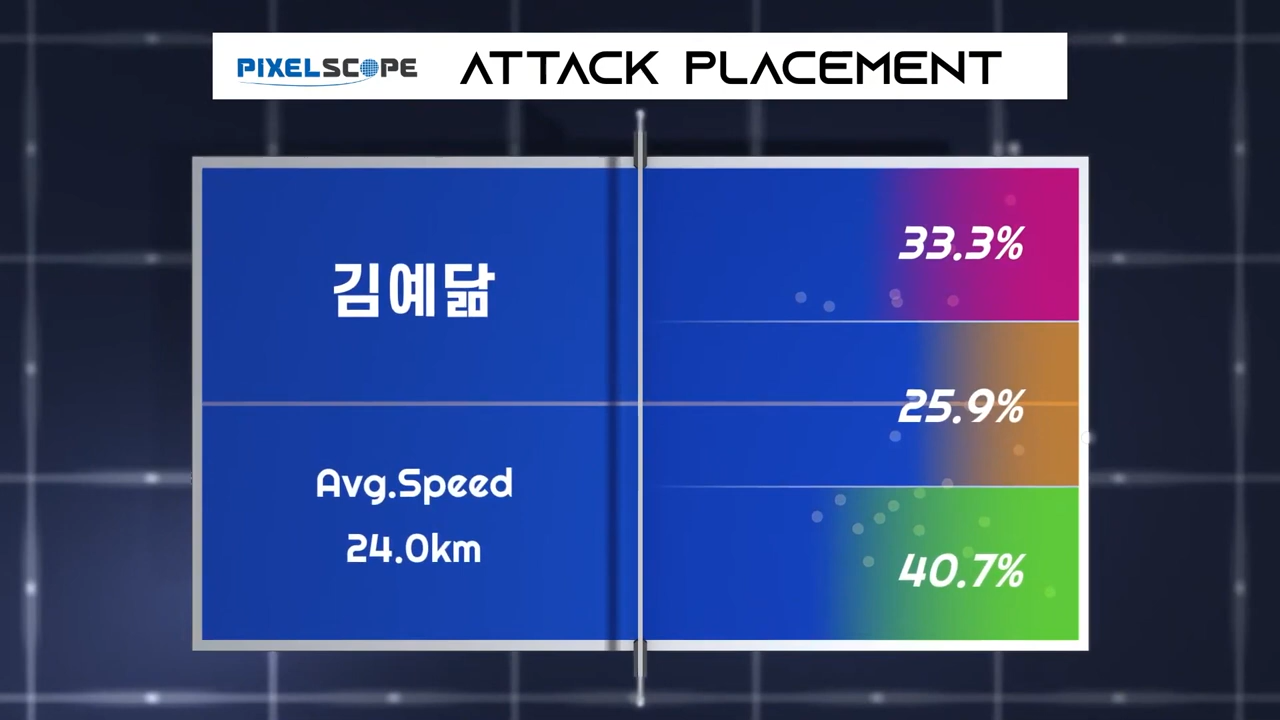 PIXELSCOPE
ATTACK PLACEMENT
김예닮
Avg.Speed
24.0km
33.3%
25.9%
40.7%